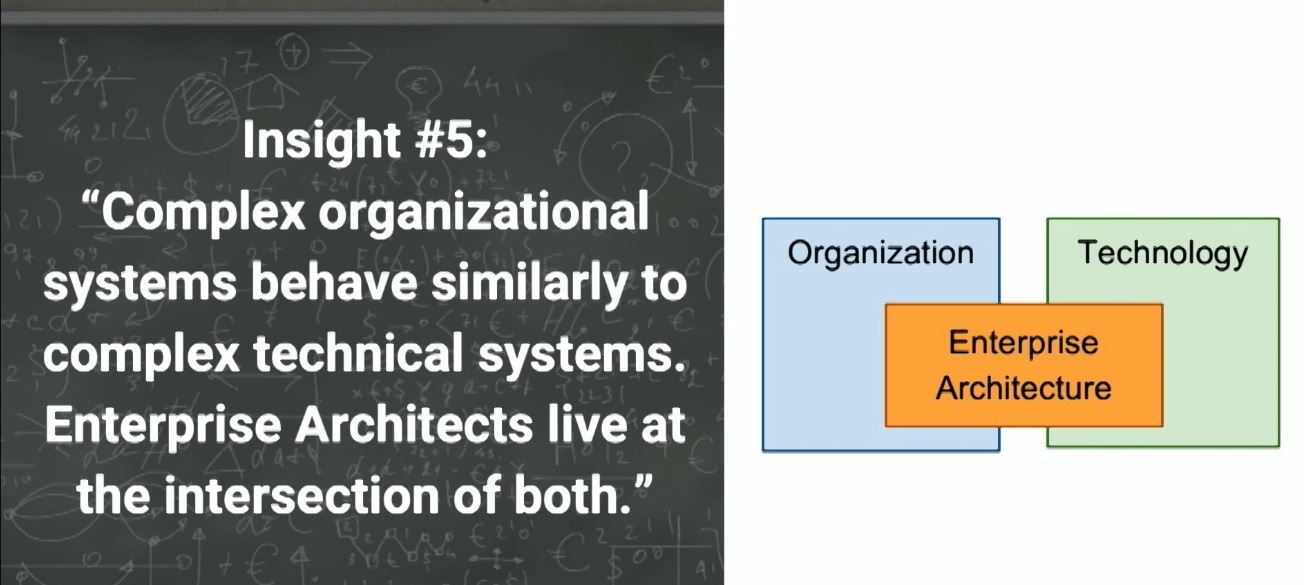 Insight #5:
“Complex organizational
systems behave similarly to
complex technical systems.
Enterprise Architects live at
the intersection of both.”
Organization
Technology
Enterprise
Architecture